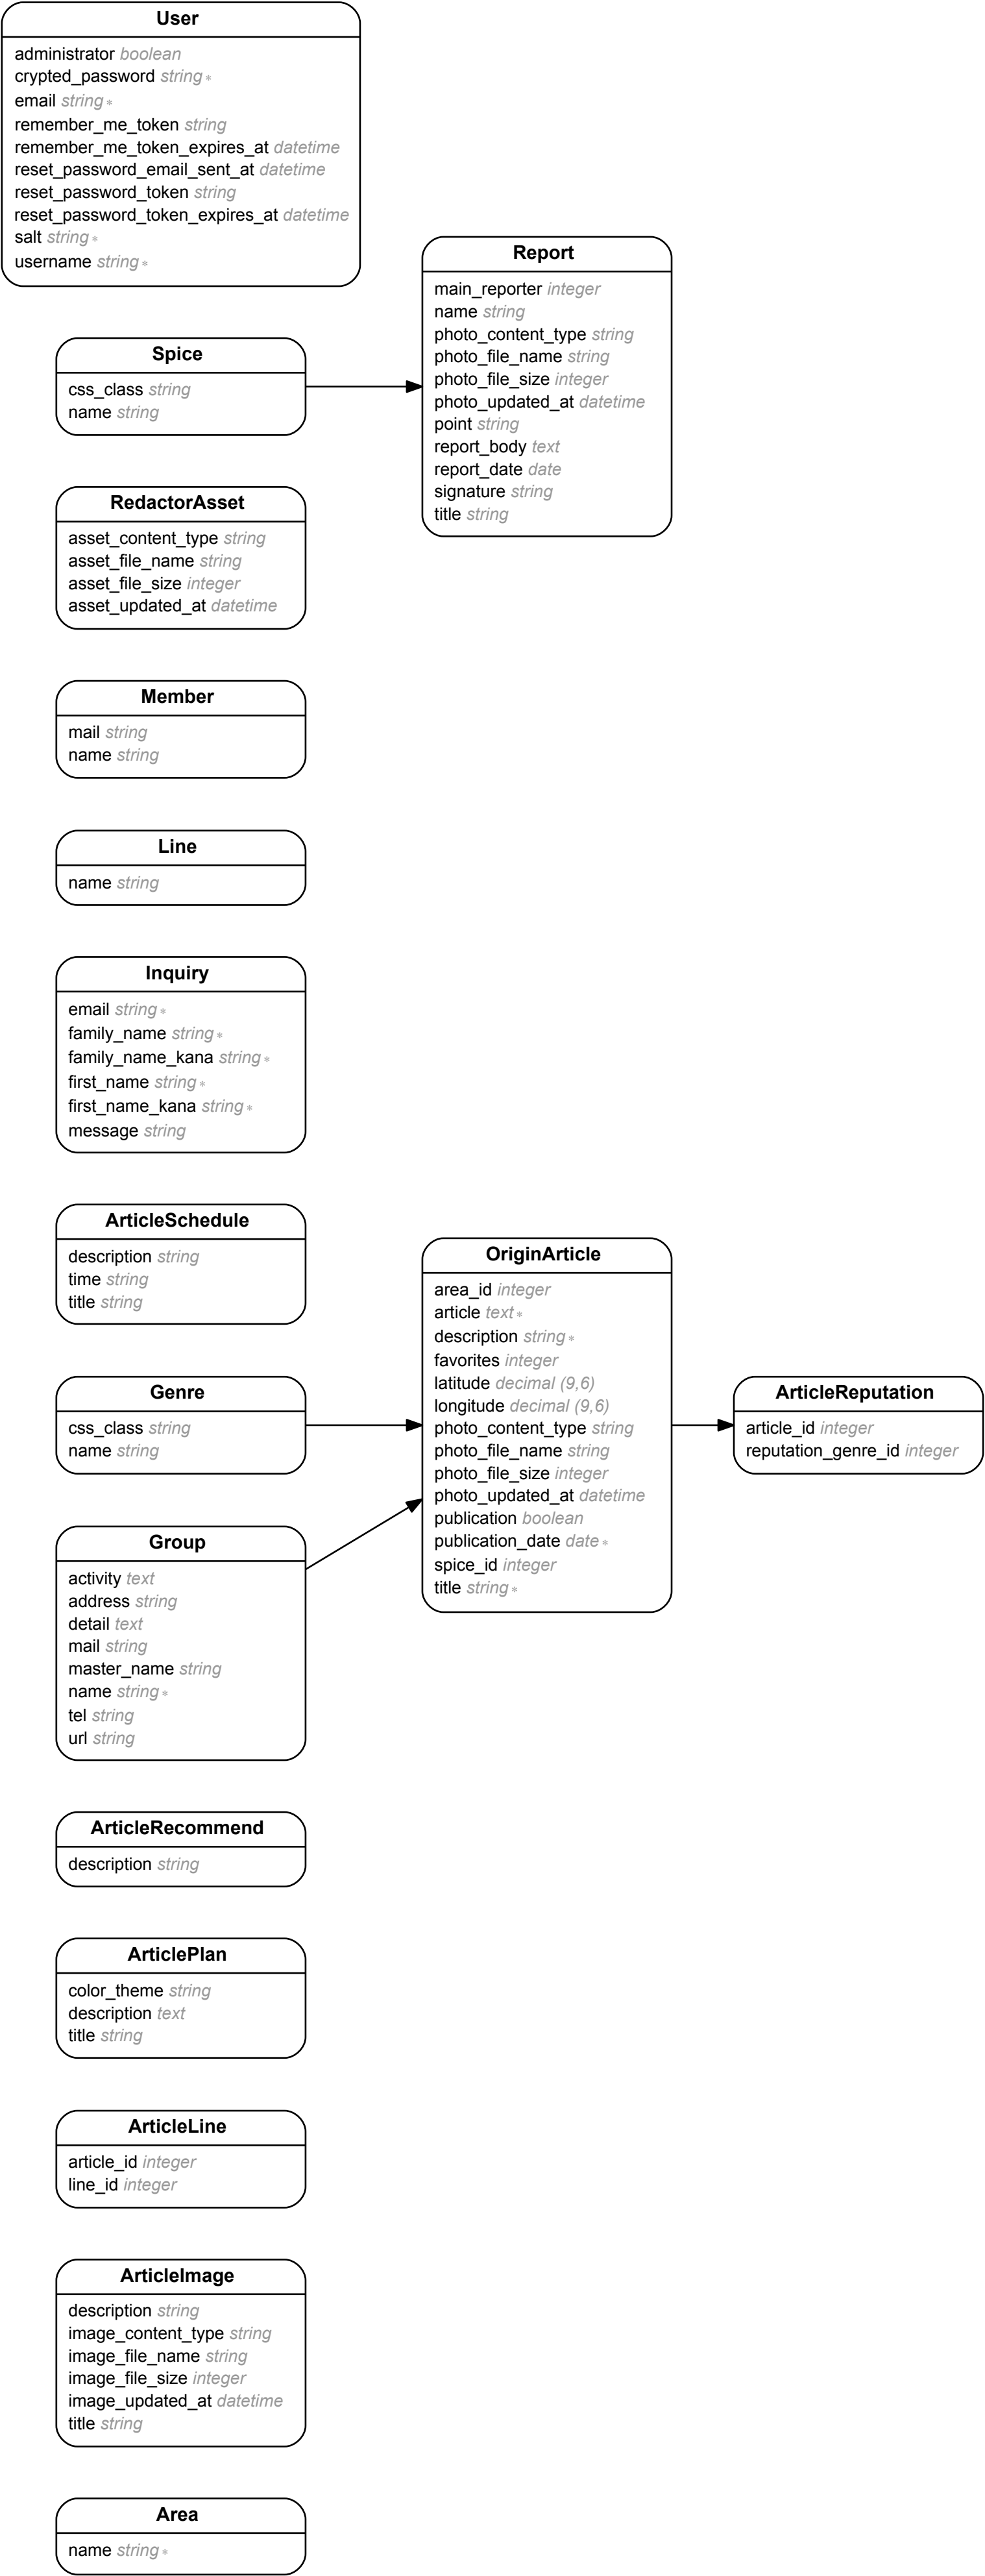 User
administrator boolean
crypted_password string *
email string *
remember_me_token string
remember_me_token_expires_at datetime
reset_password_email_sent_at datetime
reset_password_token string
reset_password_token_expires_at datetime
salt string *
username string *
Report
main_reporter integer
name string
photo_content_type string
photo_file_name string
photo_file_size integer
photo_updated_at datetime
point string
report_body text
report_date date
signature string
title string
Spice
css_class string
name string
RedactorAsset
asset_content_type string
asset_file_name string
asset_file_size integer
asset_updated_at datetime
Member
mail string
name string
Line
name string
Inquiry
email string *
family_name string *
family_name_kana string *
first_name string *
first_name_kana string *
message string
ArticleSchedule
description string
time string
title string
OriginArticle
area_id integer
article text *
description string *
favorites integer
latitude decimal (9,6)
longitude decimal (9,6)
photo_content_type string
photo_file_name string
photo_file_size integer
photo_updated_at datetime
publication boolean
publication_date date *
spice_id integer
title string *
ArticleReputation
article_id integer
reputation_genre_id integer
Genre
css_class string
name string
Group
activity text
address string
detail text
mail string
master_name string
name string *
tel string
url string
ArticleRecommend
description string
ArticlePlan
color_theme string
description text
title string
ArticleLine
article_id integer
line_id integer
ArticleImage
description string
image_content_type string
image_file_name string
image_file_size integer
image_updated_at datetime
title string
Area
name string *